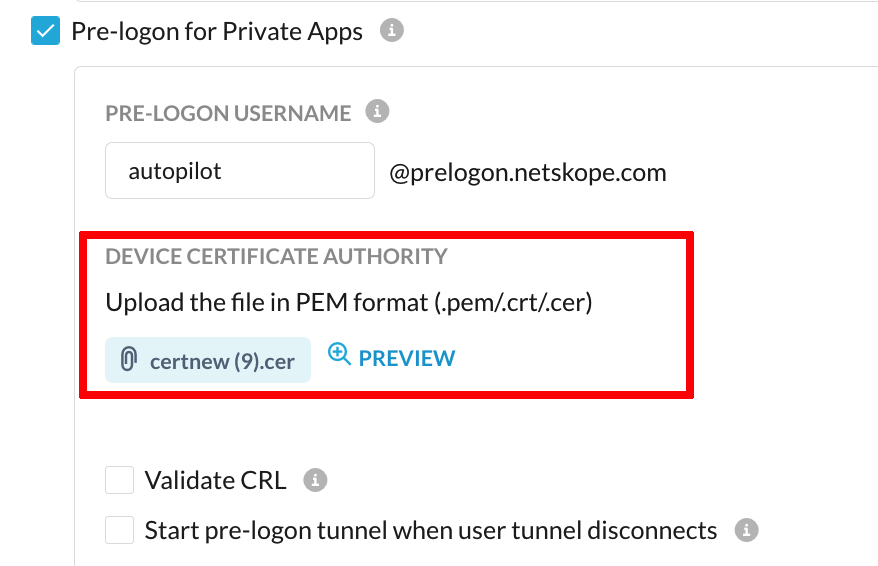 Pre-logon for Private Apps
PRE-LOGON USERNAME
autopilot @prelogon.netskope.com
DEVICE CERTIFICATE AUTHORITY
Upload the file in PEM format (.pem/.crt/.cer)
certnew (9).cer PREVIEW
Validate CRL
Start pre-logon tunnel when user tunnel disconnects